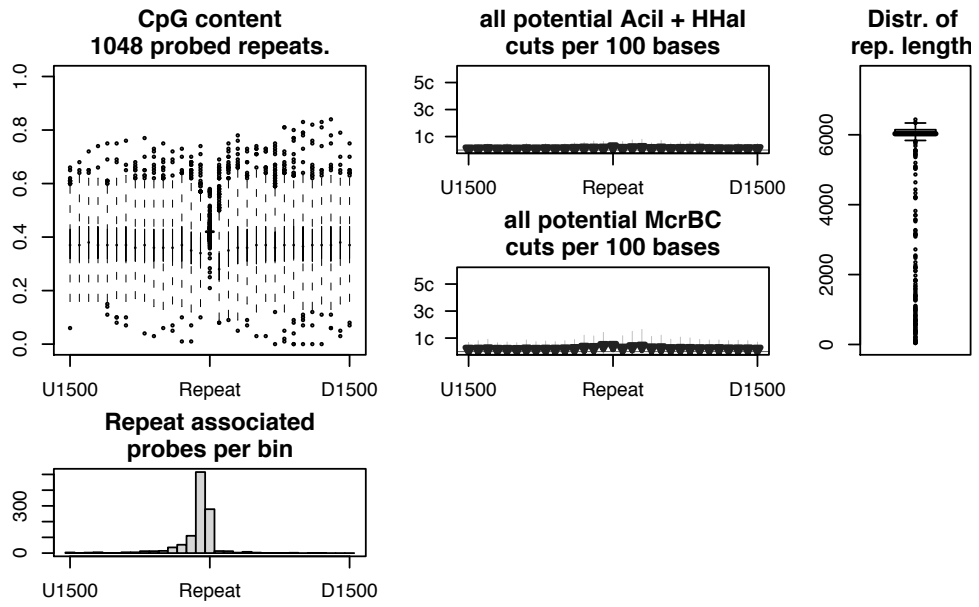 CpG content
1048 probed repeats.
1.0
0.8
0.6
0.4
0.2
0.0
U1500 Repeat D1500
all potential AciI + HHaI
cuts per 100 bases
5c
3c
1c
U1500 Repeat D1500
all potential McrBC
cuts per 100 bases
5c
3c
1c
U1500 Repeat D1500
Distr. of
rep. length
6000
4000
2000
0
Repeat associated
probes per bin
300
0
U1500 Repeat D1500